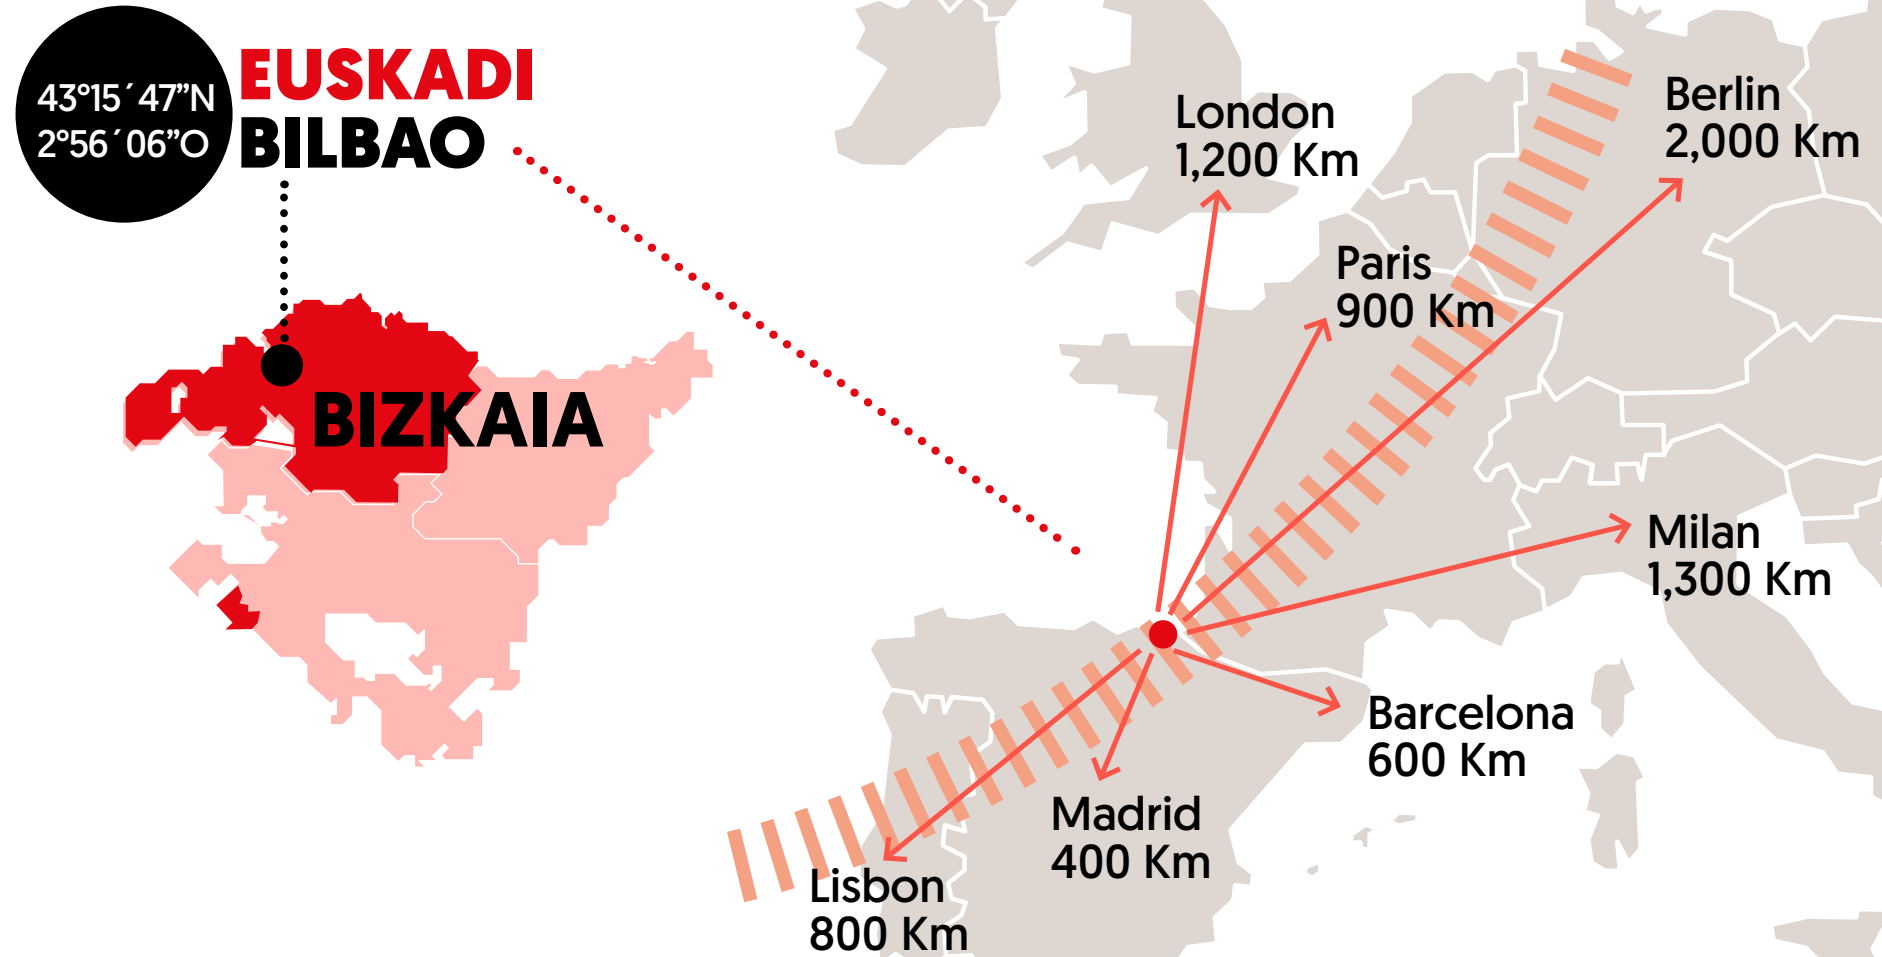 43°15´47”N
2°56´06”O
EUSKADI
BILBAO
BIZKAIA
London
1,200 Km
Berlin
2,000 Km
Paris
900 Km
Milan
1,300 Km
Barcelona
600 Km
Madrid
400 Km
Lisbon
800 Km